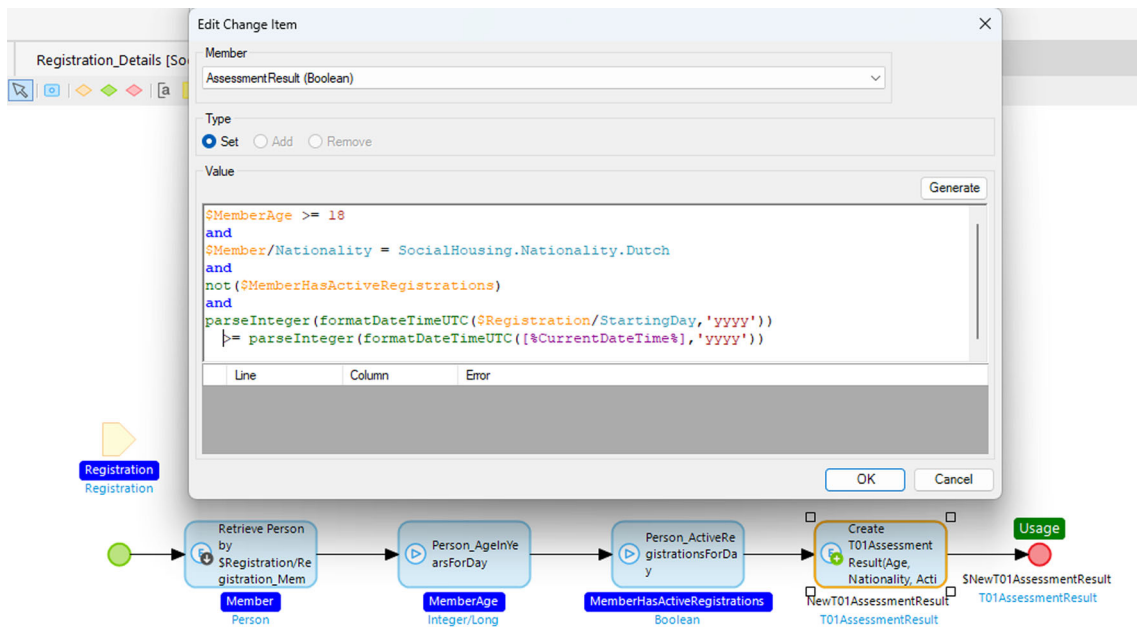 Edit Change Item
Registration_Details [So
Member
AssessmentResult (Boolean)
Type
Set
Add
Remove
Value
Generate
$MemberAge >= 18
and
$Member/Nationality = SocialHousing.Nationality.Dutch
and
not($MemberHasActiveRegistrations)
and
parseInteger(formatDateTimeUTC($Registration/StartingDay,'yyyy'))
>= parseInteger(formatDateTimeUTC([%CurrentDateTime%],'yyyy'))
Line Column Error
OK Cancel
Registration
Registration
Retrieve Person
by
$Registration/Re
gistration_Mem
Member
Person
Person_AgeInYe
arsForDay
MemberAge
Integer/Long
Person_ActiveRe
gistrationsForDa
y
MemberHasActiveRegistrations
Boolean
Create
T01Assessment
Result(Age,
Nationality, Acti
NewT01AssessmentResult
T01AssessmentResult
Usage
$NewT01AssessmentResult
T01AssessmentResult